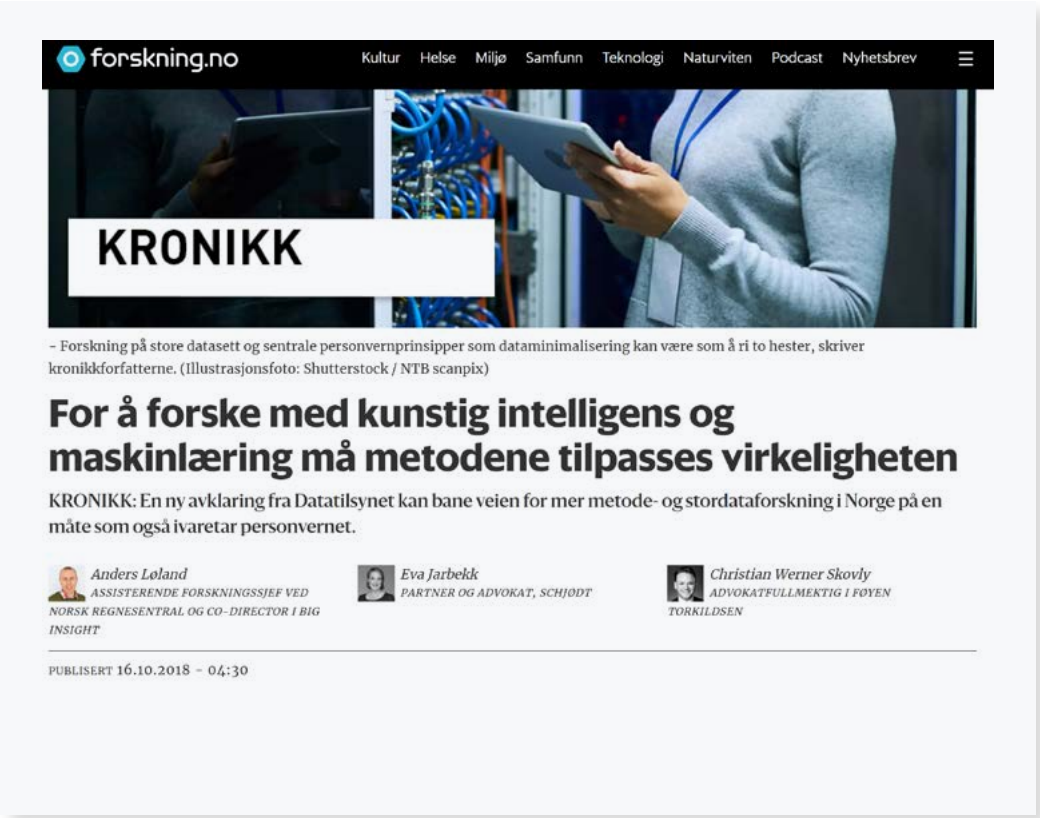 forskning.no
Kultur Helse Miljø Samfunn Teknologi Naturviten Podcast Nyhetsbrev
KRONIKK
– Forskning på store datasett og sentrale personvernprinsipper som dataminimalisering kan være som å ri to hester, skriver
kronikkforfatterne. (Illustrasjonsfoto: Shutterstock / NTB scanpix)
For å forske med kunstig intelligens og
maskinlæring må metodene tilpasses virkeligheten
KRONIKK: En ny avklaring fra Datatilsynet kan bane veien for mer metode- og stordataforskning i Norge på en
måte som også ivaretar personvernet.
Anders Løland
ASSISTERENDE FORSKNINGSSJEF VED
NORSK REGNESENTRAL OG CO-DIRECTOR I BIG
INSIGHT
Eva Jarbekk
PARTNER OG ADVOKAT, SCHJØDT
Christian Werner Skovly
ADVOKATFULLMEKTIG I FØYEN
TORKILDSEN
PUBLISERT 16.10.2018 - 04:30